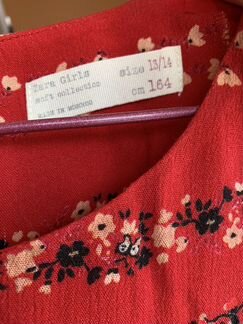 Zara Girls size 13/14
soft collection cm 164
MADE IN MOROCCO